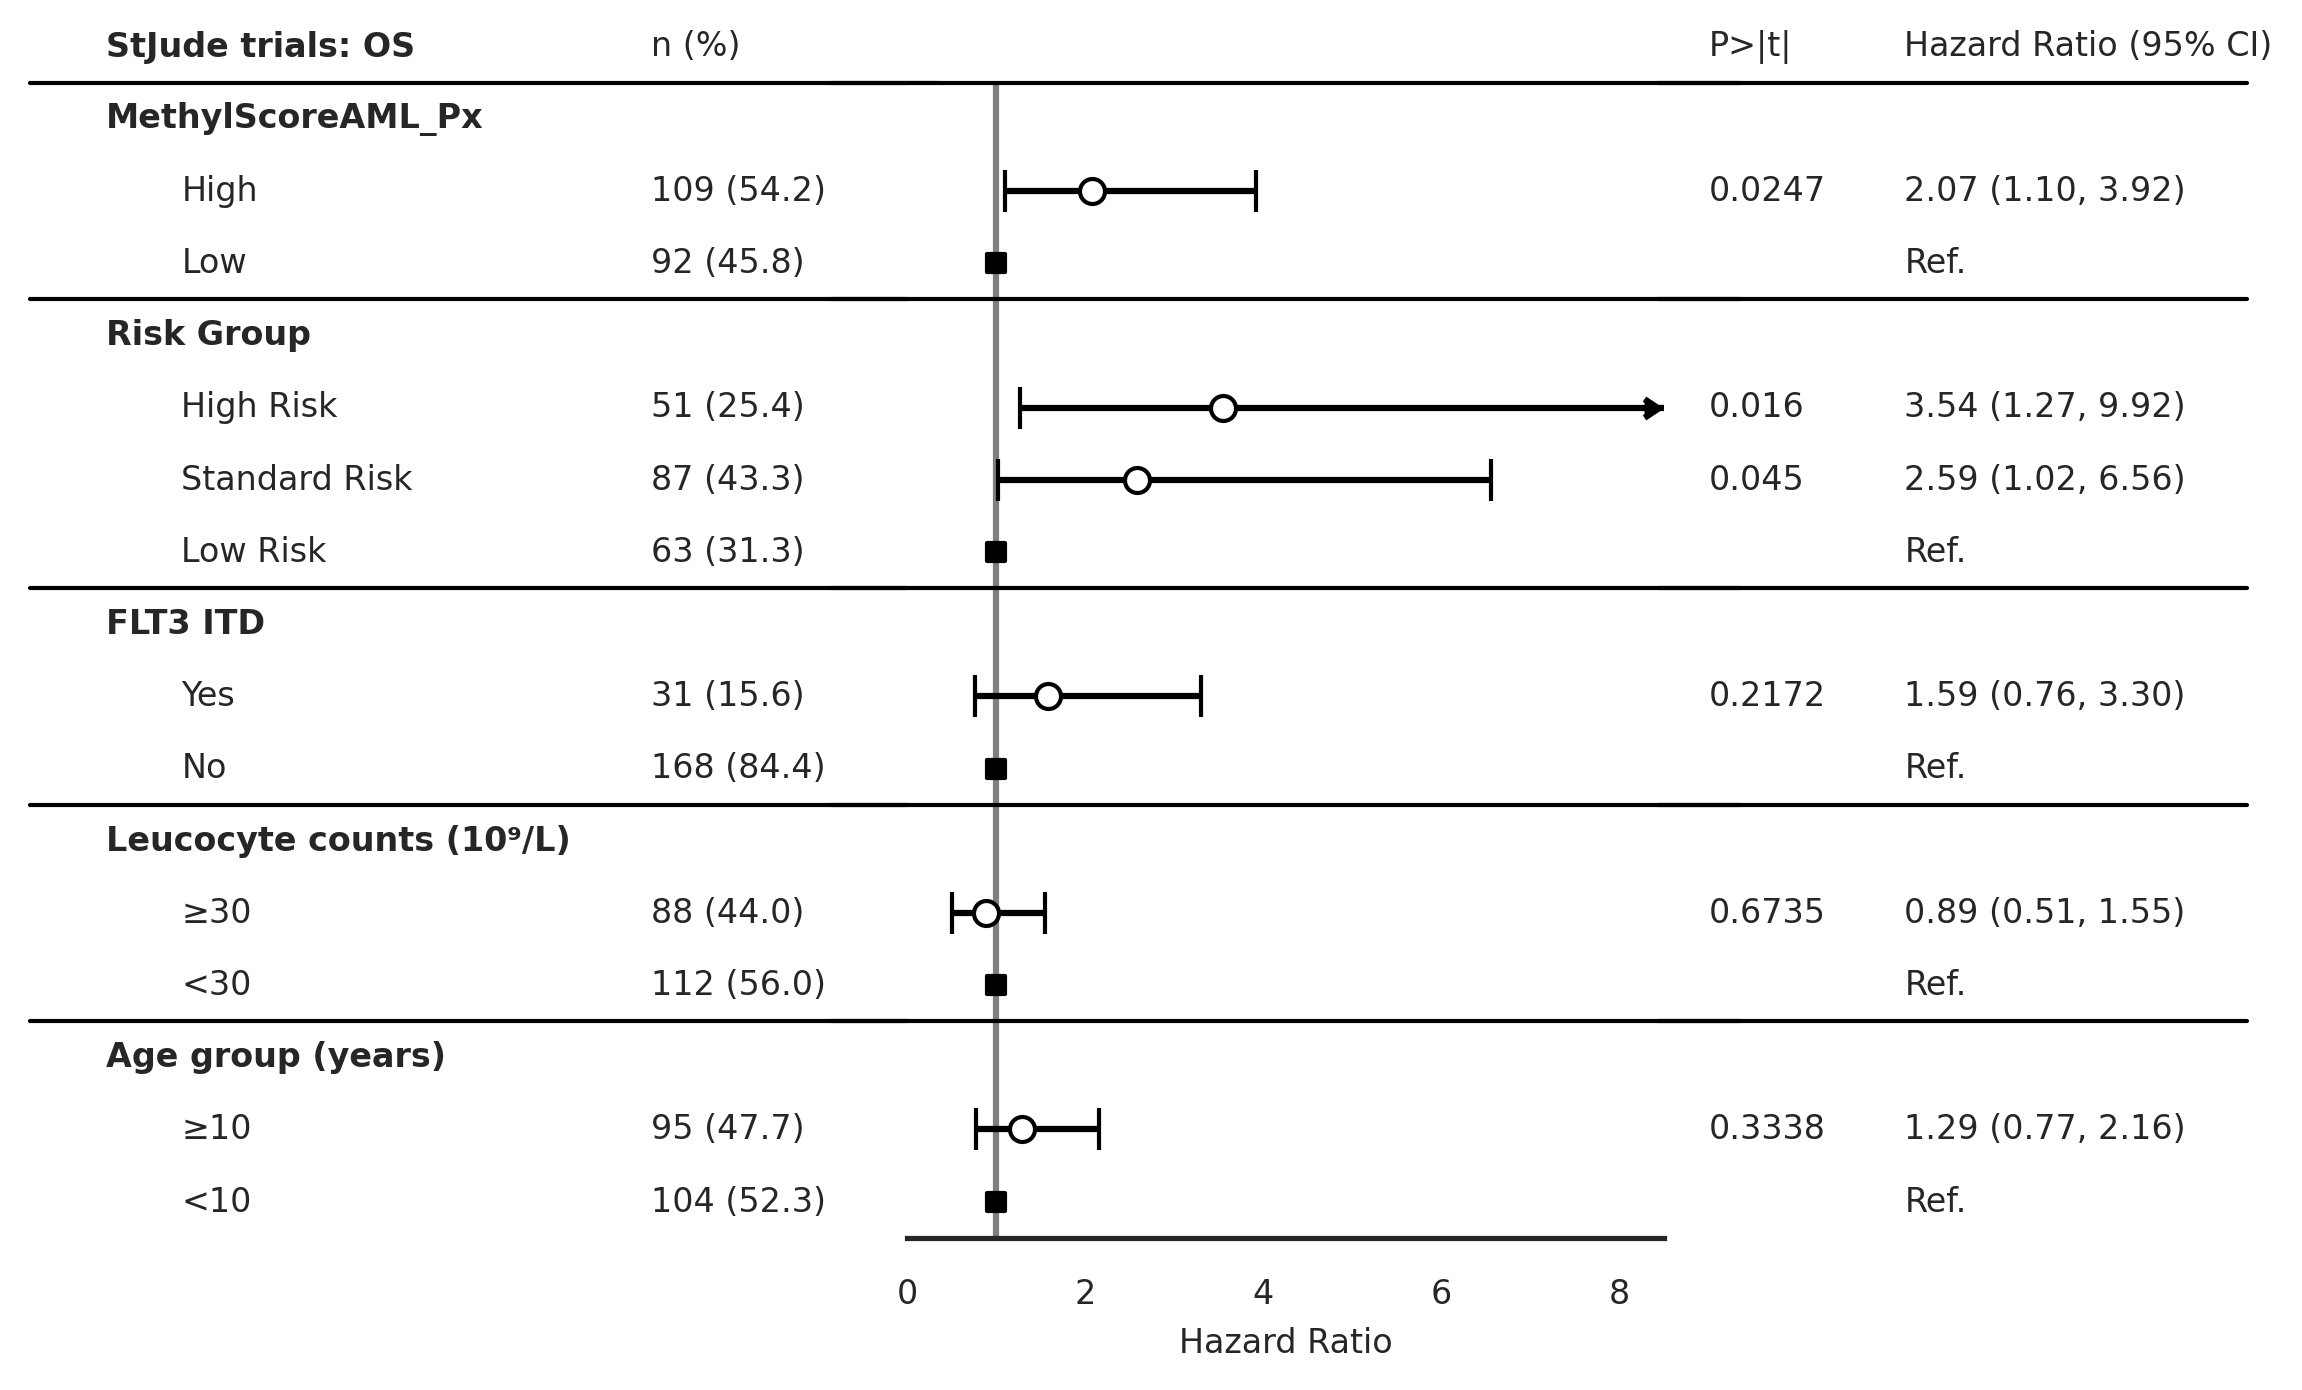 StJude trials: OS n (%) P>|t| Hazard Ratio (95% CI)
MethylScoreAML_Px
High 109 (54.2) 0.0247 2.07 (1.10, 3.92)
Low 92 (45.8) Ref.
Risk Group
High Risk 51 (25.4) 0.016 3.54 (1.27, 9.92)
Standard Risk 87 (43.3) 0.045 2.59 (1.02, 6.56)
Low Risk 63 (31.3) Ref.
FLT3 ITD
Yes 31 (15.6) 0.2172 1.59 (0.76, 3.30)
No 168 (84.4) Ref.
Leucocyte counts (10⁹/L)
≥30 88 (44.0) 0.6735 0.89 (0.51, 1.55)
<30 112 (56.0) Ref.
Age group (years)
≥10 95 (47.7) 0.3338 1.29 (0.77, 2.16)
<10 104 (52.3) Ref.
0 2 4 6 8
Hazard Ratio